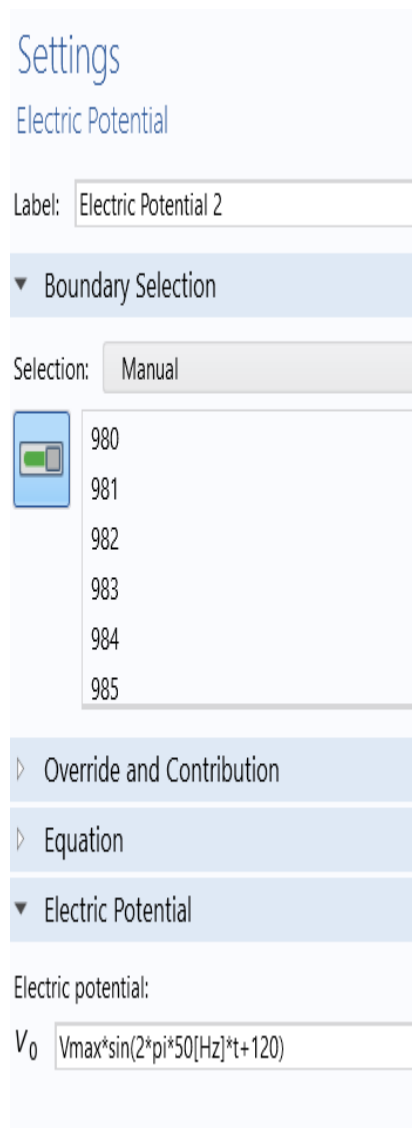 Settings
Electric Potential
Label: Electric Potential 2
Boundary Selection
Selection: Manual
980
981
982
983
984
985
Override and Contribution
Equation
Electric Potential
Electric potential:
V0 Vmax*sin(2*pi*50[Hz]*t+120)